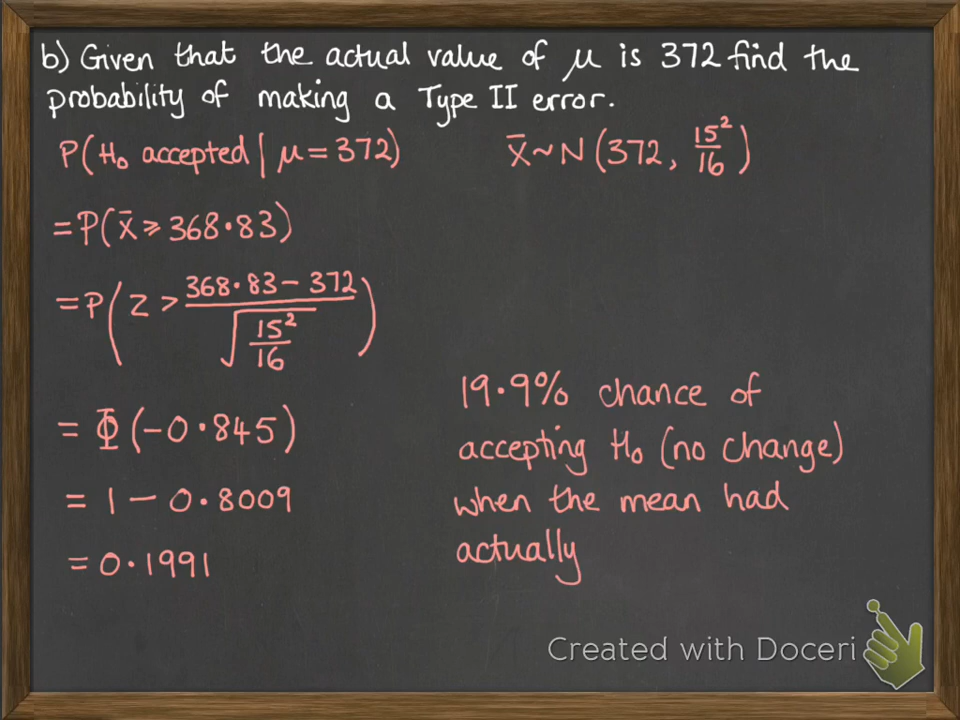 b) Given that the actual value of μ is 372 find the
probability of making a Type II error.
P(H₀ accepted | μ = 372)
x̄ ~ N(372, 15²/16)
= P(x̄ ⩾ 368·83)
= P(Z > (368·83 − 372)/√(15²/16))
= Φ(−0·845)
= 1 − 0·8009
= 0·1991
19·9% chance of
accepting H₀ (no change)
when the mean had
actually
Created with Doceri